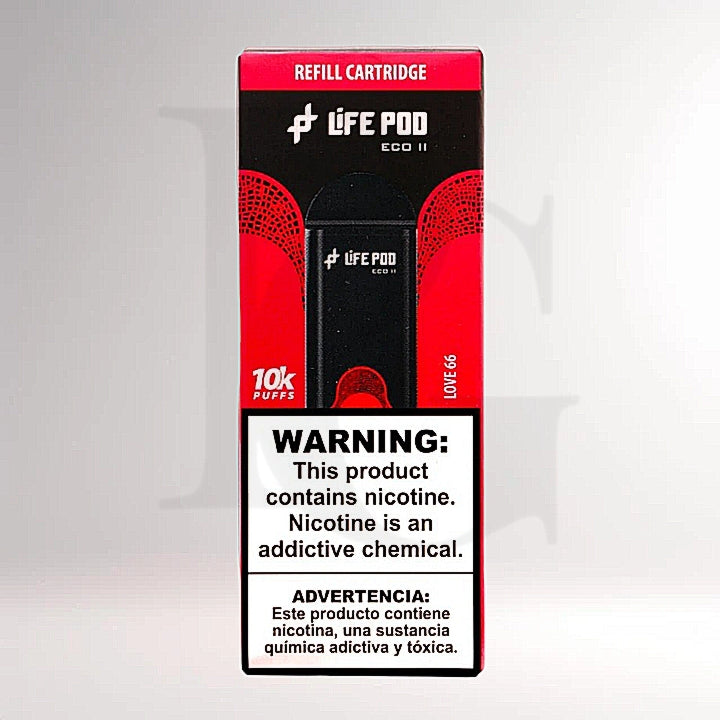 REFILL CARTRIDGE
LIFE POD
ECO II
LIFE POD
ECO II
10k
PUFFS
LOVE 66
WARNING:
This product
contains nicotine.
Nicotine is an
addictive chemical.
ADVERTENCIA:
Este producto contiene
nicotina, una sustancia
química adictiva y tóxica.